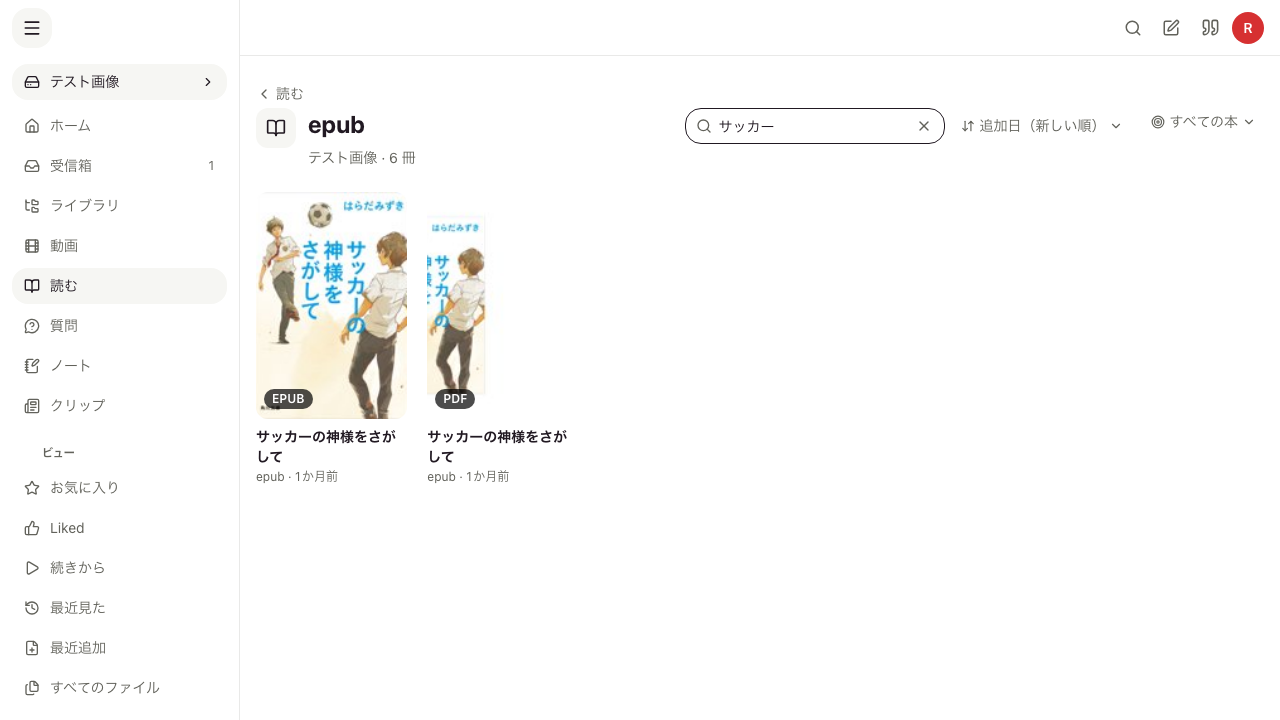 R
テスト画像
ホーム
受信箱 1
ライブラリ
動画
読む
質問
ノート
クリップ
ビュー
お気に入り
Liked
続きから
最近見た
最近追加
すべてのファイル
読む
epub
テスト画像 · 6 冊
サッカー
追加日（新しい順）
すべての本
はらだみずき
サッカーの
神様を
さがして
EPUB
サッカーの神様をさが
して
epub · 1か月前
はらだみずき
サッカーの
神様を
PDF
サッカーの神様をさが
して
epub · 1か月前